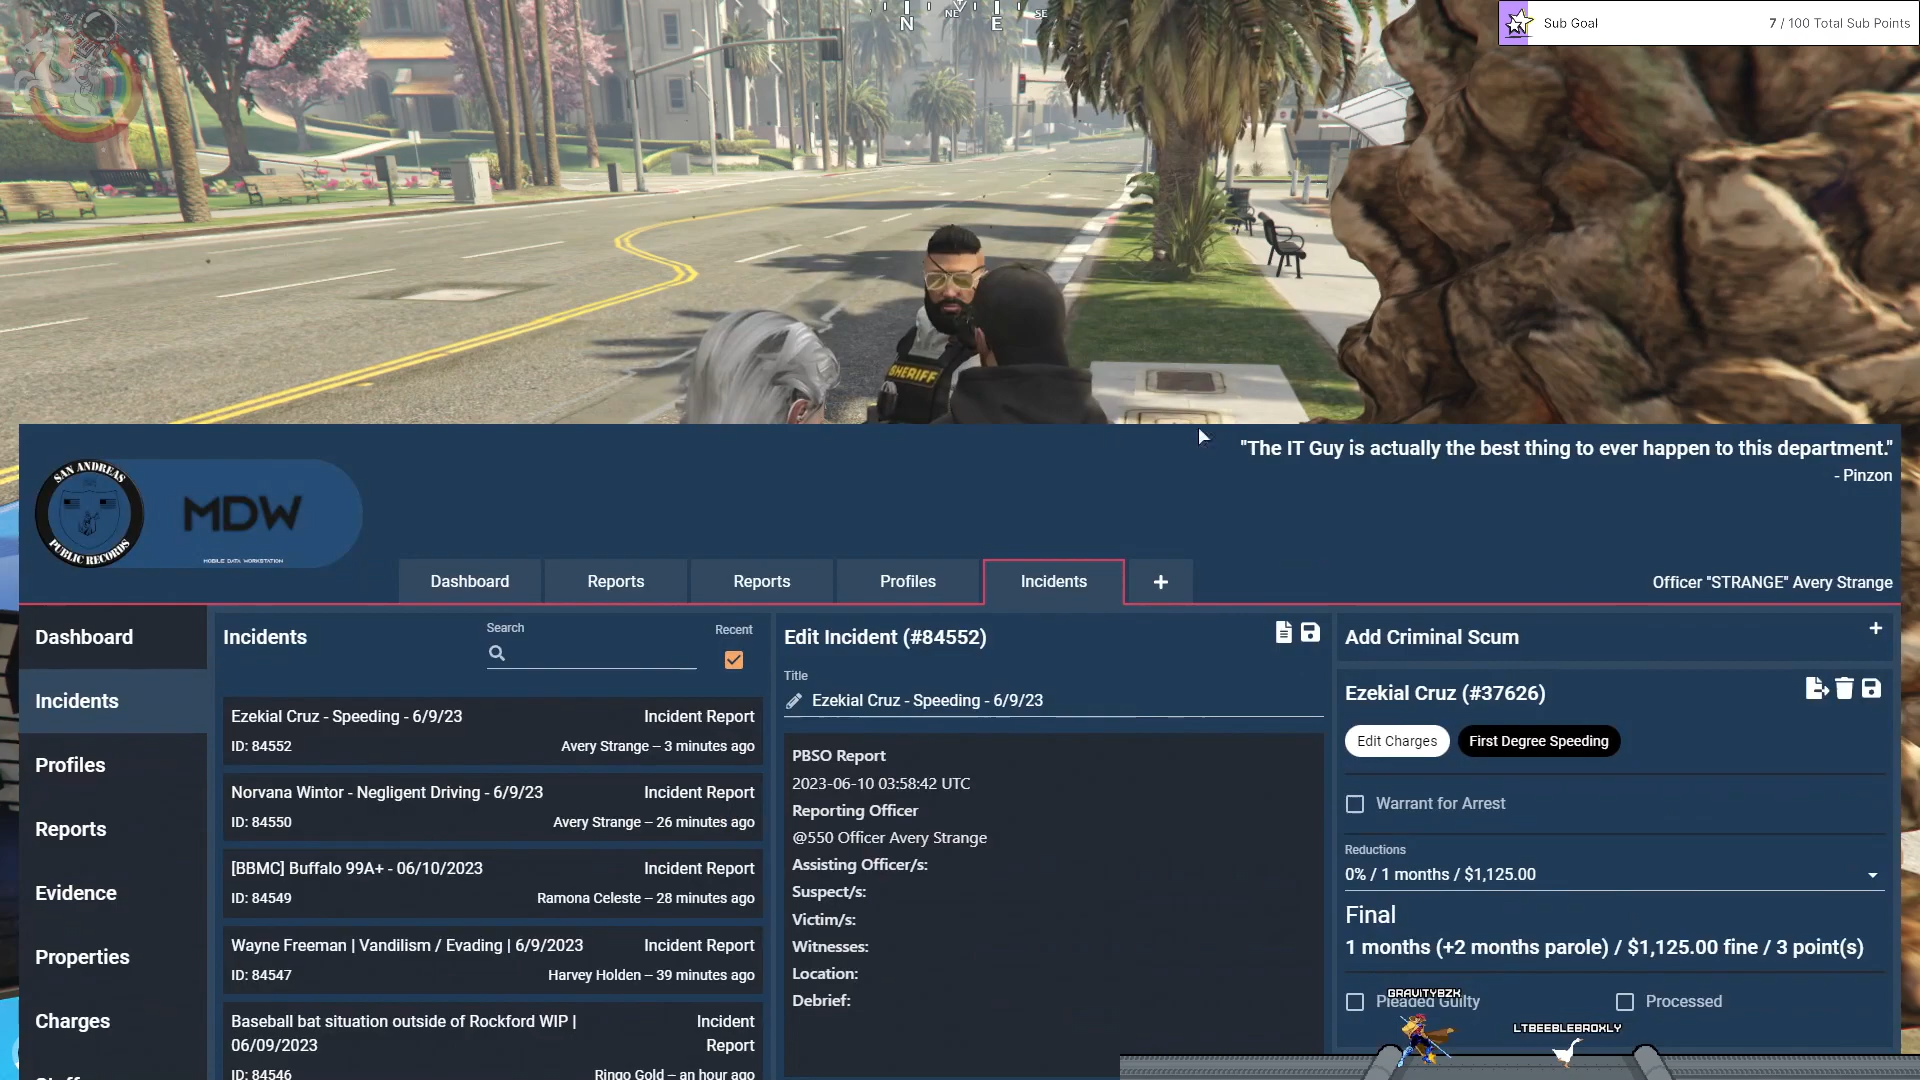 N NE E SE
Sub Goal 7 / 100 Total Sub Points
SHERIFF
"The IT Guy is actually the best thing to ever happen to this department."
- Pinzon
SAN ANDREAS
PUBLIC RECORDS
MDW
MOBILE DATA WORKSTATION
Dashboard Reports Reports Profiles Incidents +
Officer "STRANGE" Avery Strange
Dashboard
Incidents
Profiles
Reports
Evidence
Properties
Charges
Incidents
Search
Recent
Ezekial Cruz - Speeding - 6/9/23 Incident Report
ID: 84552 Avery Strange – 3 minutes ago
Norvana Wintor - Negligent Driving - 6/9/23 Incident Report
ID: 84550 Avery Strange – 26 minutes ago
[BBMC] Buffalo 99A+ - 06/10/2023 Incident Report
ID: 84549 Ramona Celeste – 28 minutes ago
Wayne Freeman | Vandilism / Evading | 6/9/2023 Incident Report
ID: 84547 Harvey Holden – 39 minutes ago
Baseball bat situation outside of Rockford WIP | Incident
06/09/2023 Report
ID: 84546 Ringo Gold – an hour ago
Edit Incident (#84552)
Title
Ezekial Cruz - Speeding - 6/9/23
PBSO Report
2023-06-10 03:58:42 UTC
Reporting Officer
@550 Officer Avery Strange
Assisting Officer/s:
Suspect/s:
Victim/s:
Witnesses:
Location:
Debrief:
Add Criminal Scum +
Ezekial Cruz (#37626)
Edit Charges First Degree Speeding
Warrant for Arrest
Reductions
0% / 1 months / $1,125.00
Final
1 months (+2 months parole) / $1,125.00 fine / 3 point(s)
Pleaded Guilty Processed
GRAVITYBZK
LTBEEBLEBROXLY